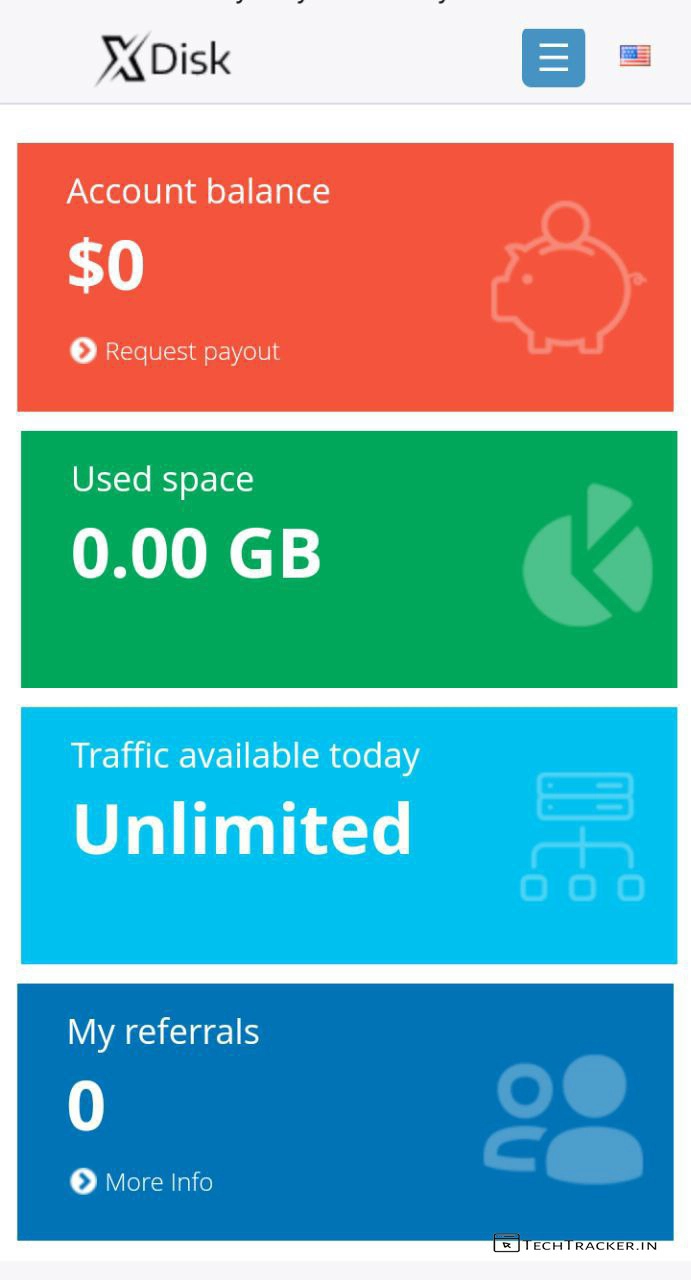 XDisk
Account balance
$0
Request payout
Used space
0.00 GB
Traffic available today
Unlimited
My referrals
0
More Info
TECHTRACKER.IN